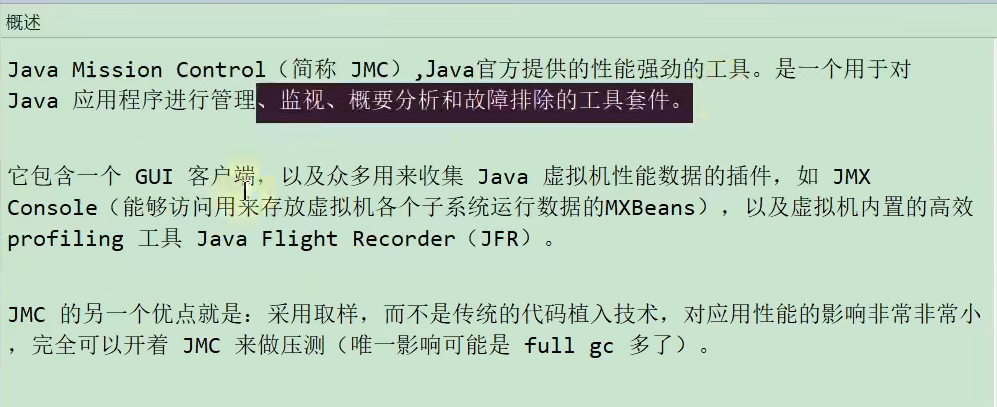 概述
Java Mission Control（简称 JMC）,Java官方提供的性能强劲的工具。是一个用于对
Java 应用程序进行管理、监视、概要分析和故障排除的工具套件。
它包含一个 GUI 客户端，以及众多用来收集 Java 虚拟机性能数据的插件，如 JMX
Console（能够访问用来存放虚拟机各个子系统运行数据的MXBeans），以及虚拟机内置的高效
profiling 工具 Java Flight Recorder（JFR）。
JMC 的另一个优点就是：采用取样，而不是传统的代码植入技术，对应用性能的影响非常非常小
，完全可以开着 JMC 来做压测（唯一影响可能是 full gc 多了）。